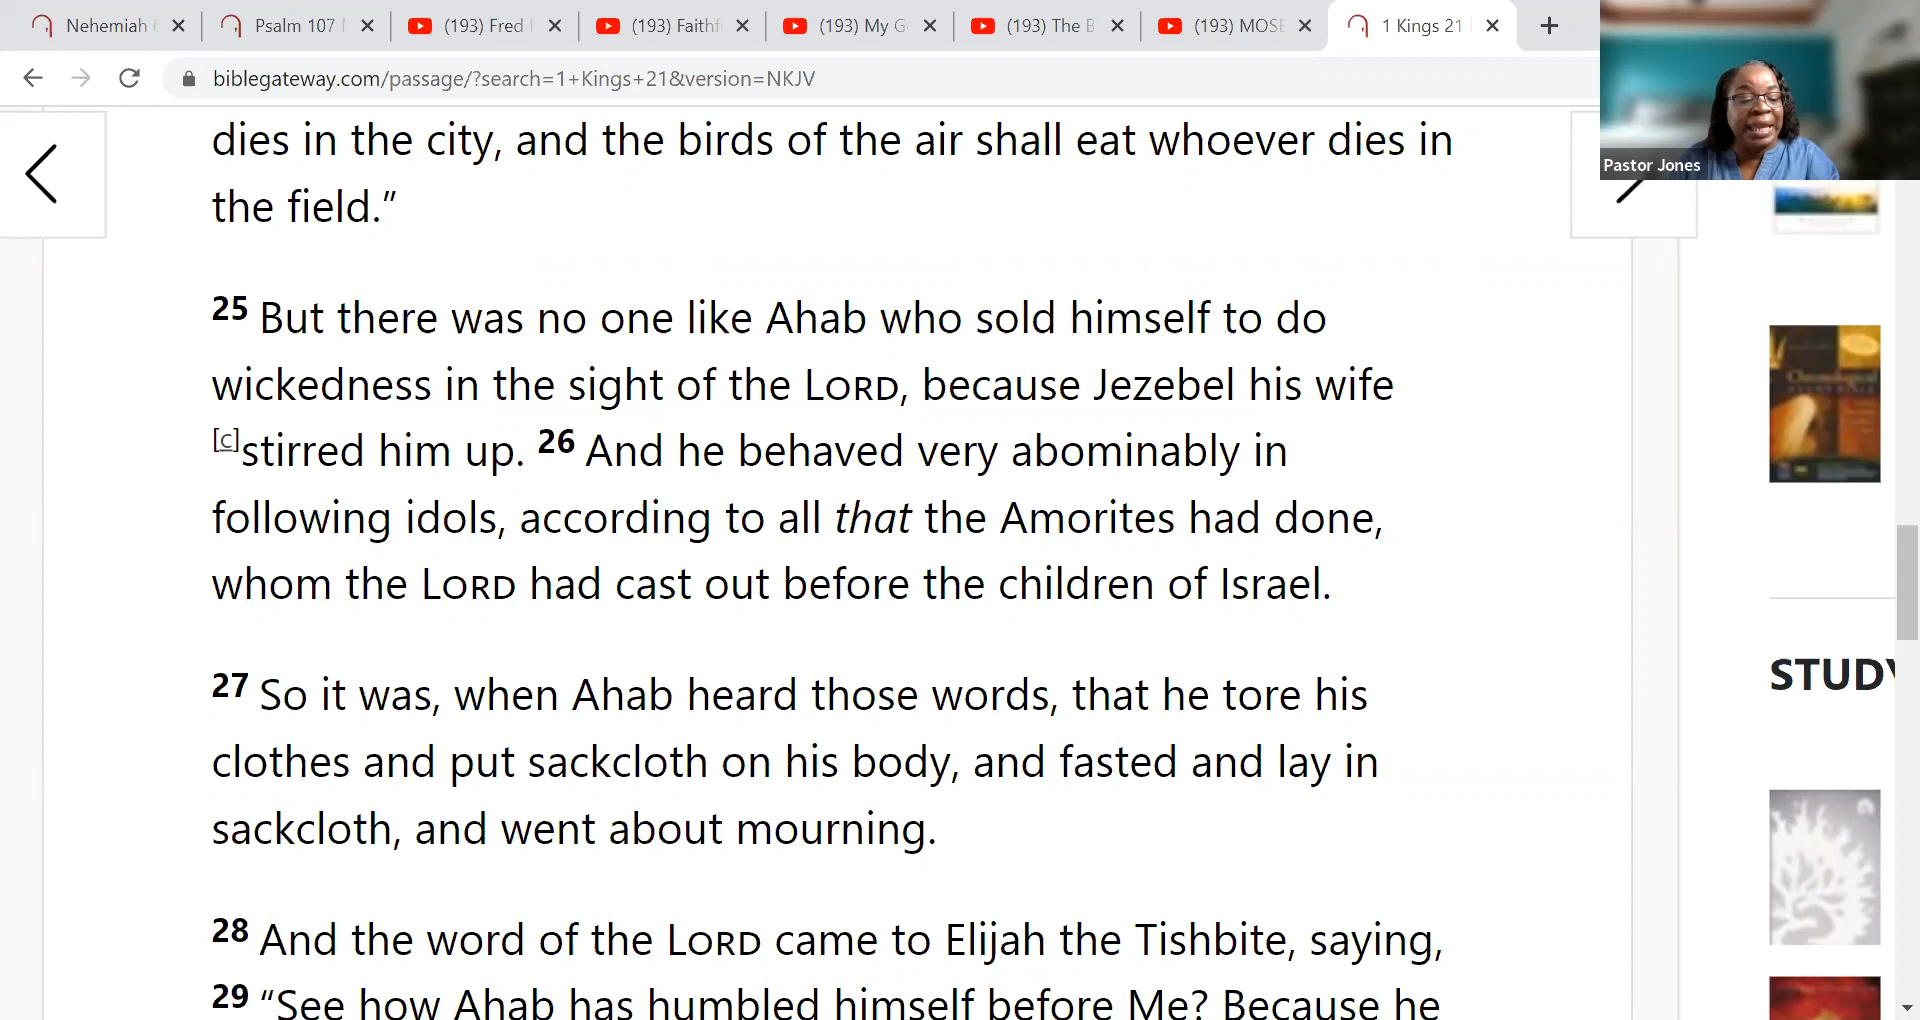 Nehemiah 6
Psalm 107
(193) Fred
(193) Faithf
(193) My G
(193) The B
(193) MOSE
1 Kings 21
biblegateway.com/passage/?search=1+Kings+21&version=NKJV
Pastor Jones
dies in the city, and the birds of the air shall eat whoever dies in
the field.”
25 But there was no one like Ahab who sold himself to do
wickedness in the sight of the LORD, because Jezebel his wife
[c]stirred him up. 26 And he behaved very abominably in
following idols, according to all that the Amorites had done,
whom the LORD had cast out before the children of Israel.
27 So it was, when Ahab heard those words, that he tore his
clothes and put sackcloth on his body, and fasted and lay in
sackcloth, and went about mourning.
28 And the word of the LORD came to Elijah the Tishbite, saying,
29 “See how Ahab has humbled himself before Me? Because he
STUDY